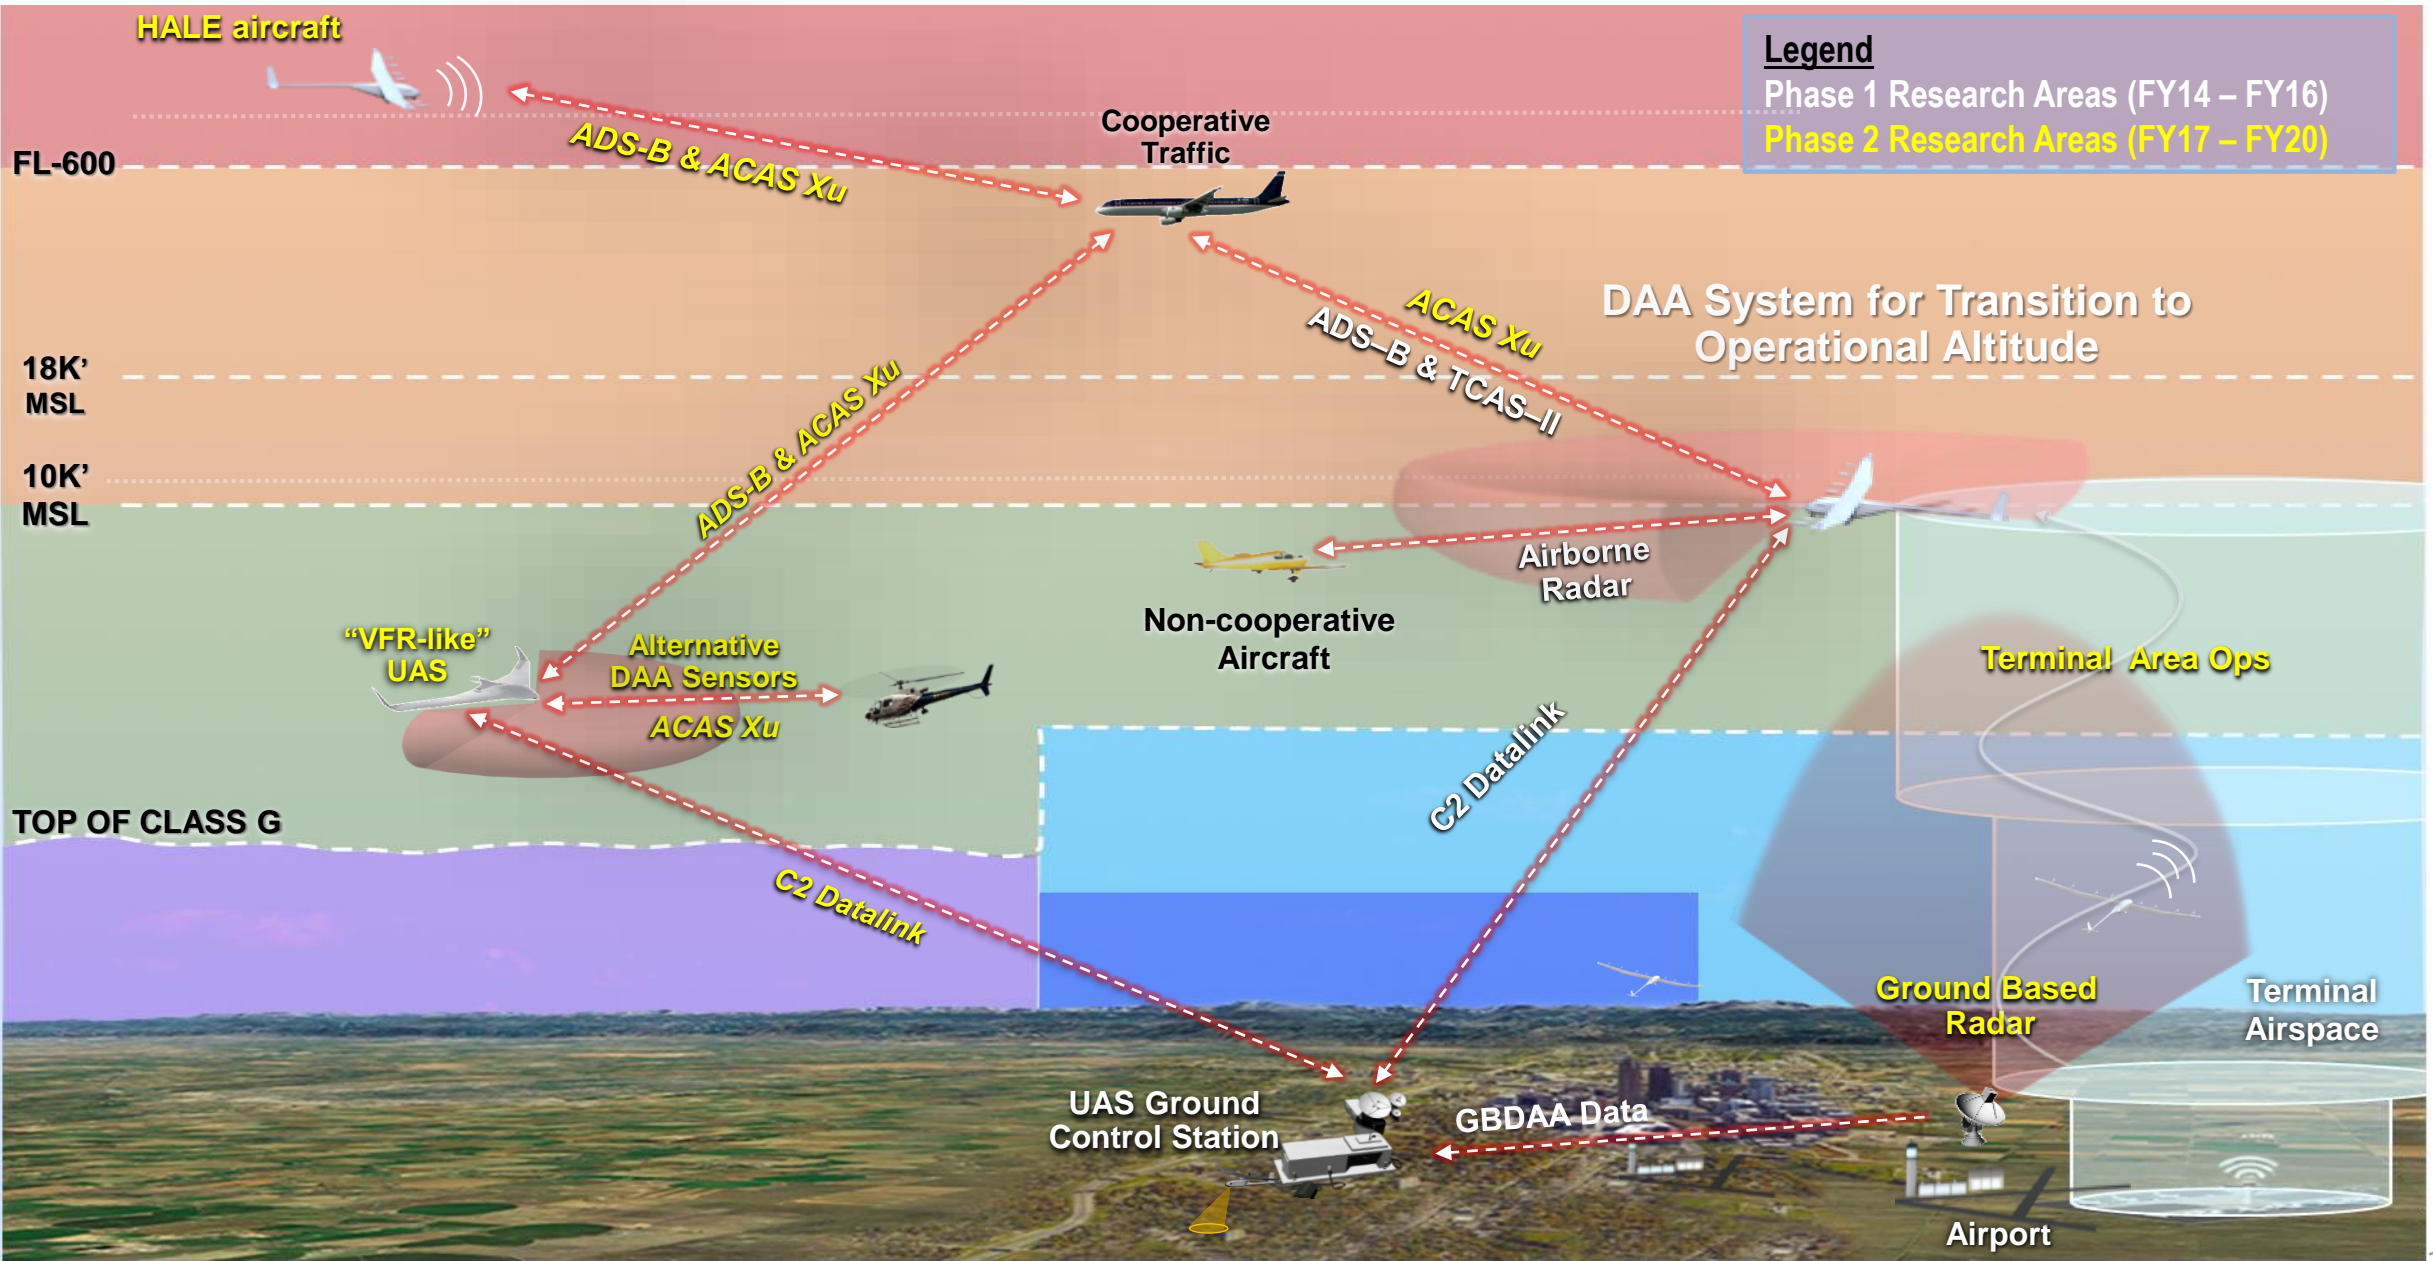 HALE aircraft
Legend
Phase 1 Research Areas (FY14 – FY16)
Phase 2 Research Areas (FY17 – FY20)
ADS-B & ACAS Xu
Cooperative
Traffic
FL-600
DAA System for Transition to
Operational Altitude
ACAS Xu
ADS–B & TCAS–II
18K’
MSL
ADS-B & ACAS Xu
10K’
MSL
Airborne
Radar
Non-cooperative
Aircraft
“VFR-like”
UAS
Alternative
DAA Sensors
ACAS Xu
Terminal Area Ops
C2 Datalink
TOP OF CLASS G
C2 Datalink
Ground Based
Radar
Terminal
Airspace
UAS Ground
Control Station
GBDAA Data
Airport